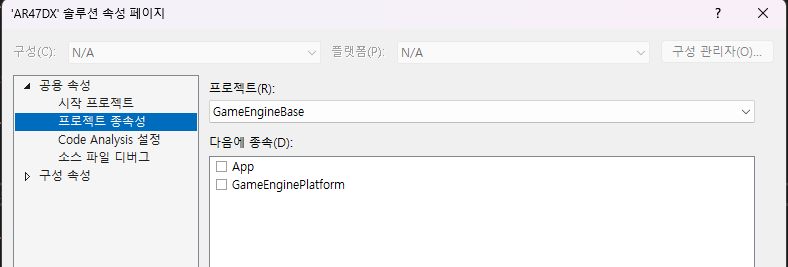 'AR47DX' 솔루션 속성 페이지
구성(C): N/A 플랫폼(P): N/A 구성 관리자(O)...
공용 속성
시작 프로젝트
프로젝트 종속성
Code Analysis 설정
소스 파일 디버그
구성 속성
프로젝트(R):
GameEngineBase
다음에 종속(D):
App
GameEnginePlatform